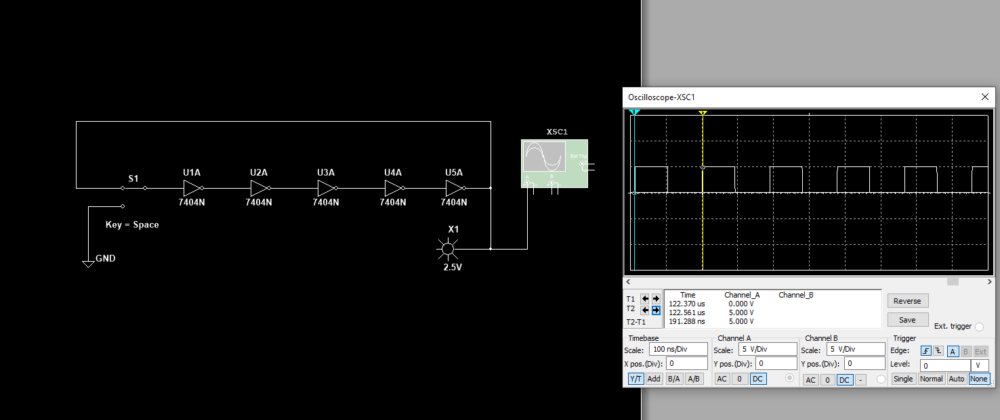 Oscilloscope-XSC1
1
2
XSC1
Ext Trig
A
B
S1
U1A
U2A
U3A
U4A
U5A
7404N
7404N
7404N
7404N
7404N
Key = Space
X1
GND
2.5V
Time Channel_A Channel_B
T1 122.370 us 0.000 V
T2 122.561 us 5.000 V
T2-T1 191.288 ns 5.000 V
Reverse
Save
Ext. trigger
Timebase
Scale: 100 ns/Div
X pos.(Div): 0
Y/T Add B/A A/B
Channel A
Scale: 5 V/Div
Y pos.(Div): 0
AC 0 DC
Channel B
Scale: 5 V/Div
Y pos.(Div): 0
AC 0 DC -
Trigger
Edge: A B Ext
Level: 0 V
Single Normal Auto None